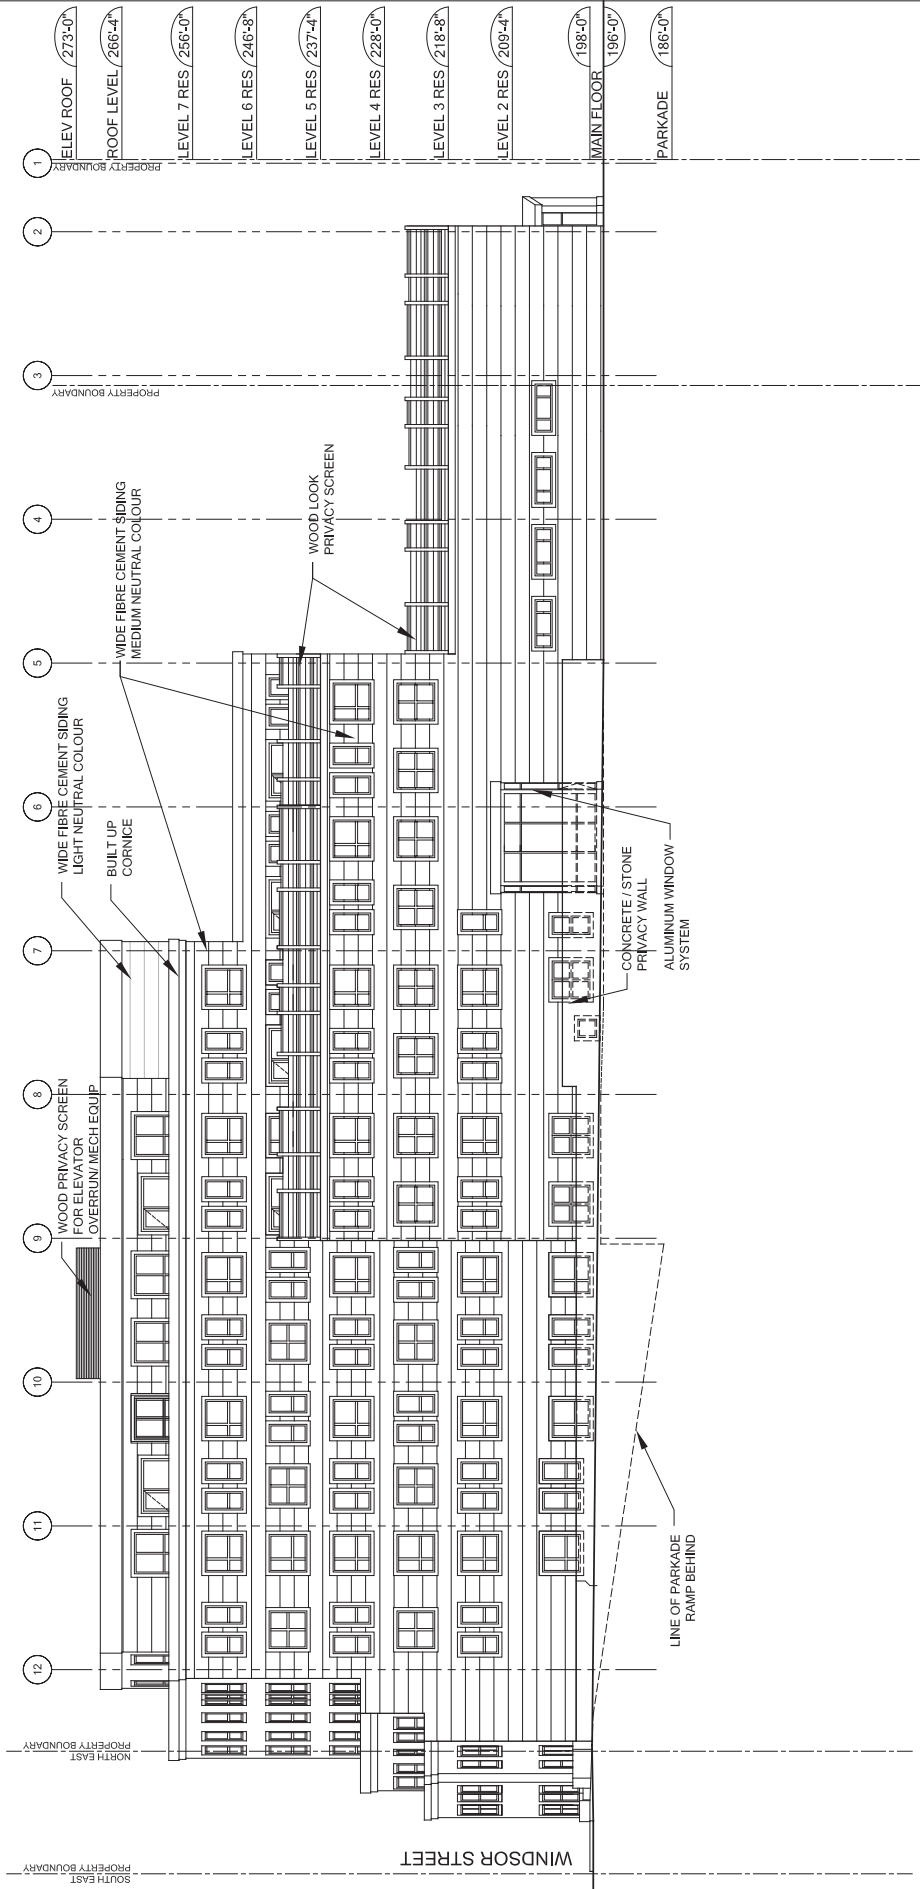 ELEV ROOF 273'-0"
ROOF LEVEL 266'-4"
LEVEL 7 RES 256'-0"
LEVEL 6 RES 246'-8"
LEVEL 5 RES 237'-4"
LEVEL 4 RES 228'-0"
LEVEL 3 RES 218'-8"
LEVEL 2 RES 209'-4"
MAIN FLOOR 198'-0"
196'-0"
PARKADE 186'-0"
1
PROPERTY BOUNDARY
2
3
PROPERTY BOUNDARY
4
5
6
7
8
9
10
11
12
WOOD LOOK
PRIVACY SCREEN
WIDE FIBRE CEMENT SIDING
MEDIUM NEUTRAL COLOUR
WIDE FIBRE CEMENT SIDING
LIGHT NEUTRAL COLOUR
BUILT UP
CORNICE
WOOD PRIVACY SCREEN
FOR ELEVATOR
OVERRUN/ MECH EQUIP
CONCRETE / STONE
PRIVACY WALL
ALUMINUM WINDOW
SYSTEM
LINE OF PARKADE
RAMP BEHIND
NORTH EAST
PROPERTY BOUNDARY
WINDSOR STREET
SOUTH EAST
PROPERTY BOUNDARY